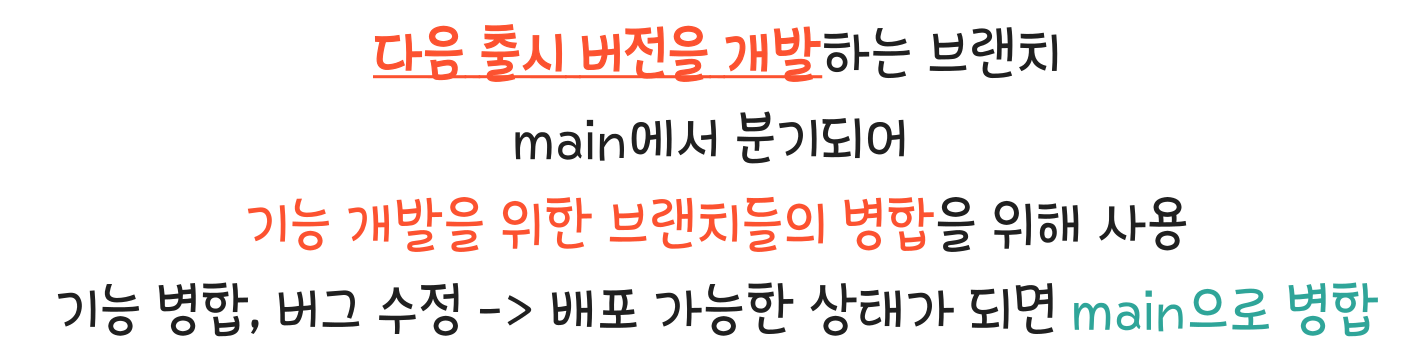 다음 출시 버전을 개발하는 브랜치
main에서 분기되어
기능 개발을 위한 브랜치들의 병합을 위해 사용
기능 병합, 버그 수정 -> 배포 가능한 상태가 되면 main으로 병합